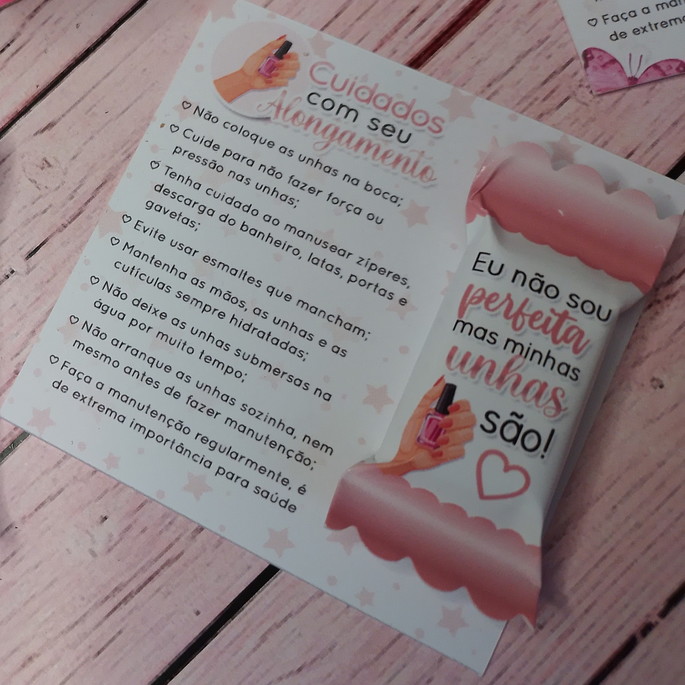 Cuidados
com seu
Alongamento
Não coloque as unhas na boca;
Cuide para não fazer força ou
pressão nas unhas;
Tenha cuidado ao manusear zíperes,
descarga do banheiro, latas, portas e
gavetas;
Evite usar esmaltes que mancham;
Mantenha as mãos, as unhas e as
cutículas sempre hidratadas;
Não deixe as unhas submersas na
água por muito tempo;
Não arranque as unhas sozinha, nem
mesmo antes de fazer manutenção;
Faça a manutenção regularmente, é
de extrema importância para saúde
Eu não sou
perfeita
mas minhas
unhas
são!
Faça a man
de extrema